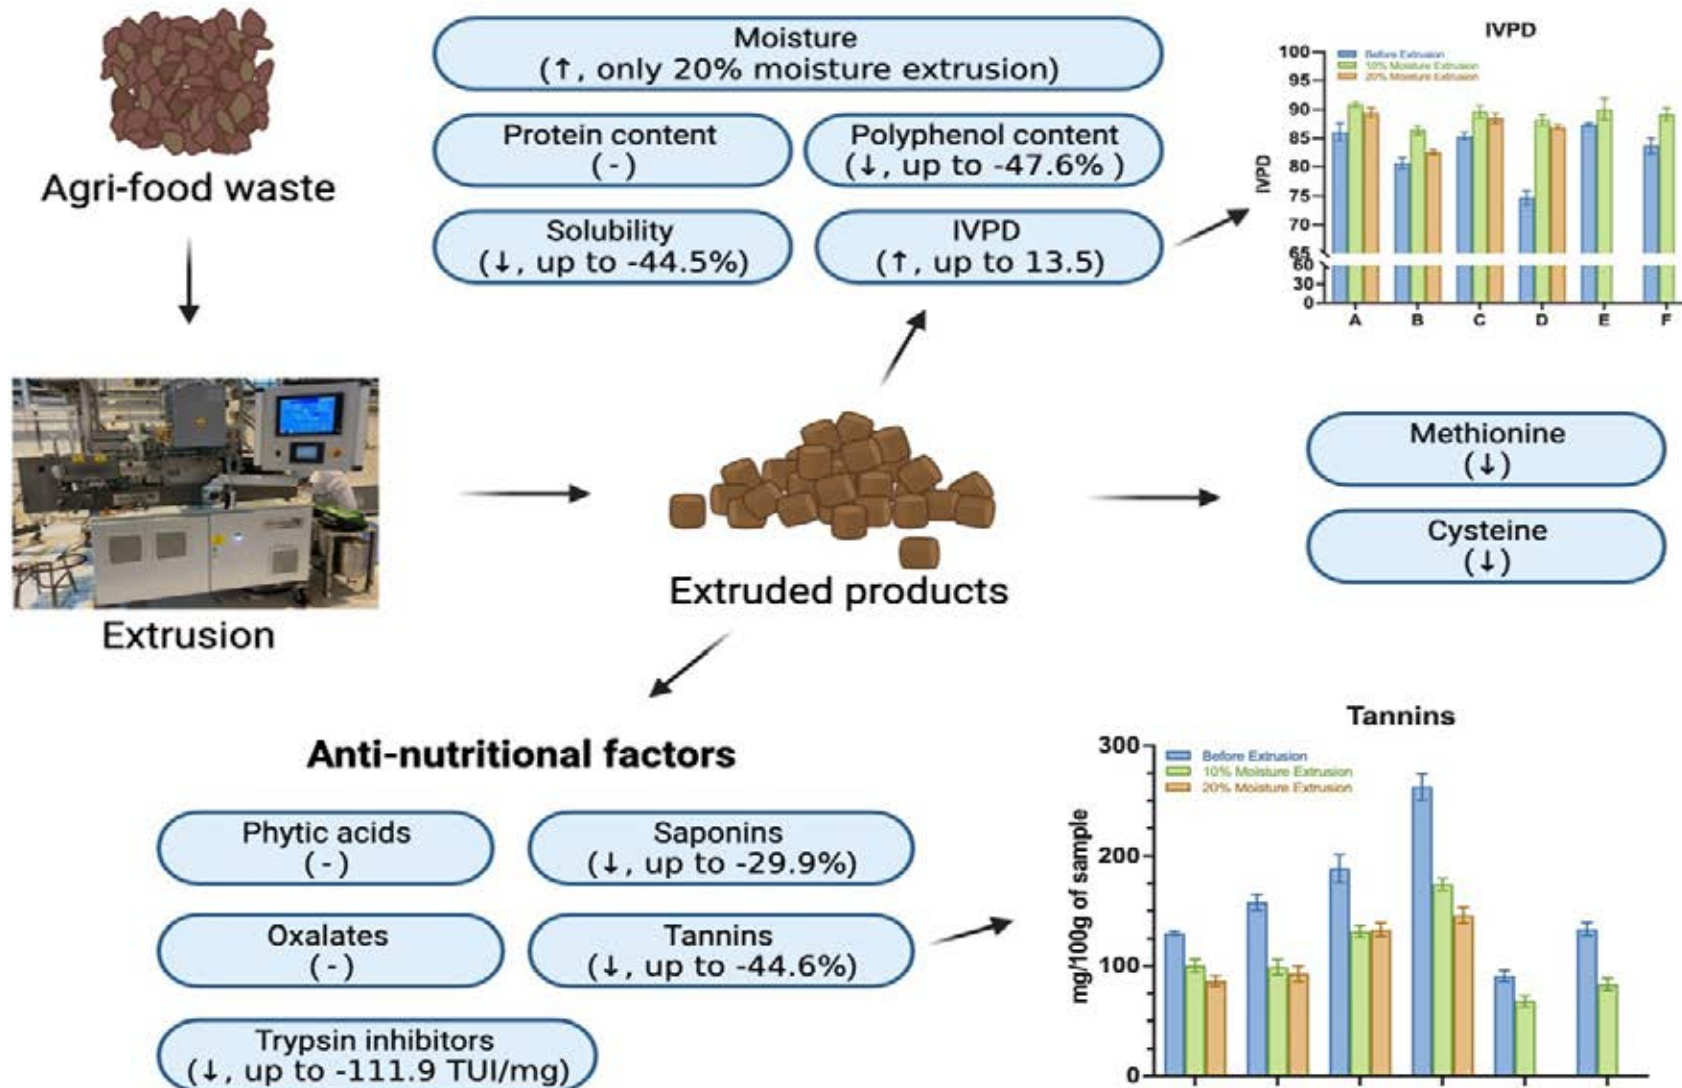 Agri-food waste
Moisture
(↑, only 20% moisture extrusion)
Protein content
(-)
Polyphenol content
(↓, up to -47.6% )
Solubility
(↓, up to -44.5%)
IVPD
(↑, up to 13.5)
IVPD
Before Extrusion
10% Moisture Extrusion
20% Moisture Extrusion
IVPD
100
95
90
85
80
75
70
65
60
30
0
A B C D E F
Extrusion
Extruded products
Methionine
(↓)
Cysteine
(↓)
Anti-nutritional factors
Phytic acids
(-)
Saponins
(↓, up to -29.9%)
Oxalates
(-)
Tannins
(↓, up to -44.6%)
Trypsin inhibitors
(↓, up to -111.9 TUI/mg)
Tannins
Before Extrusion
10% Moisture Extrusion
20% Moisture Extrusion
mg/100g of sample
300
200
100
0